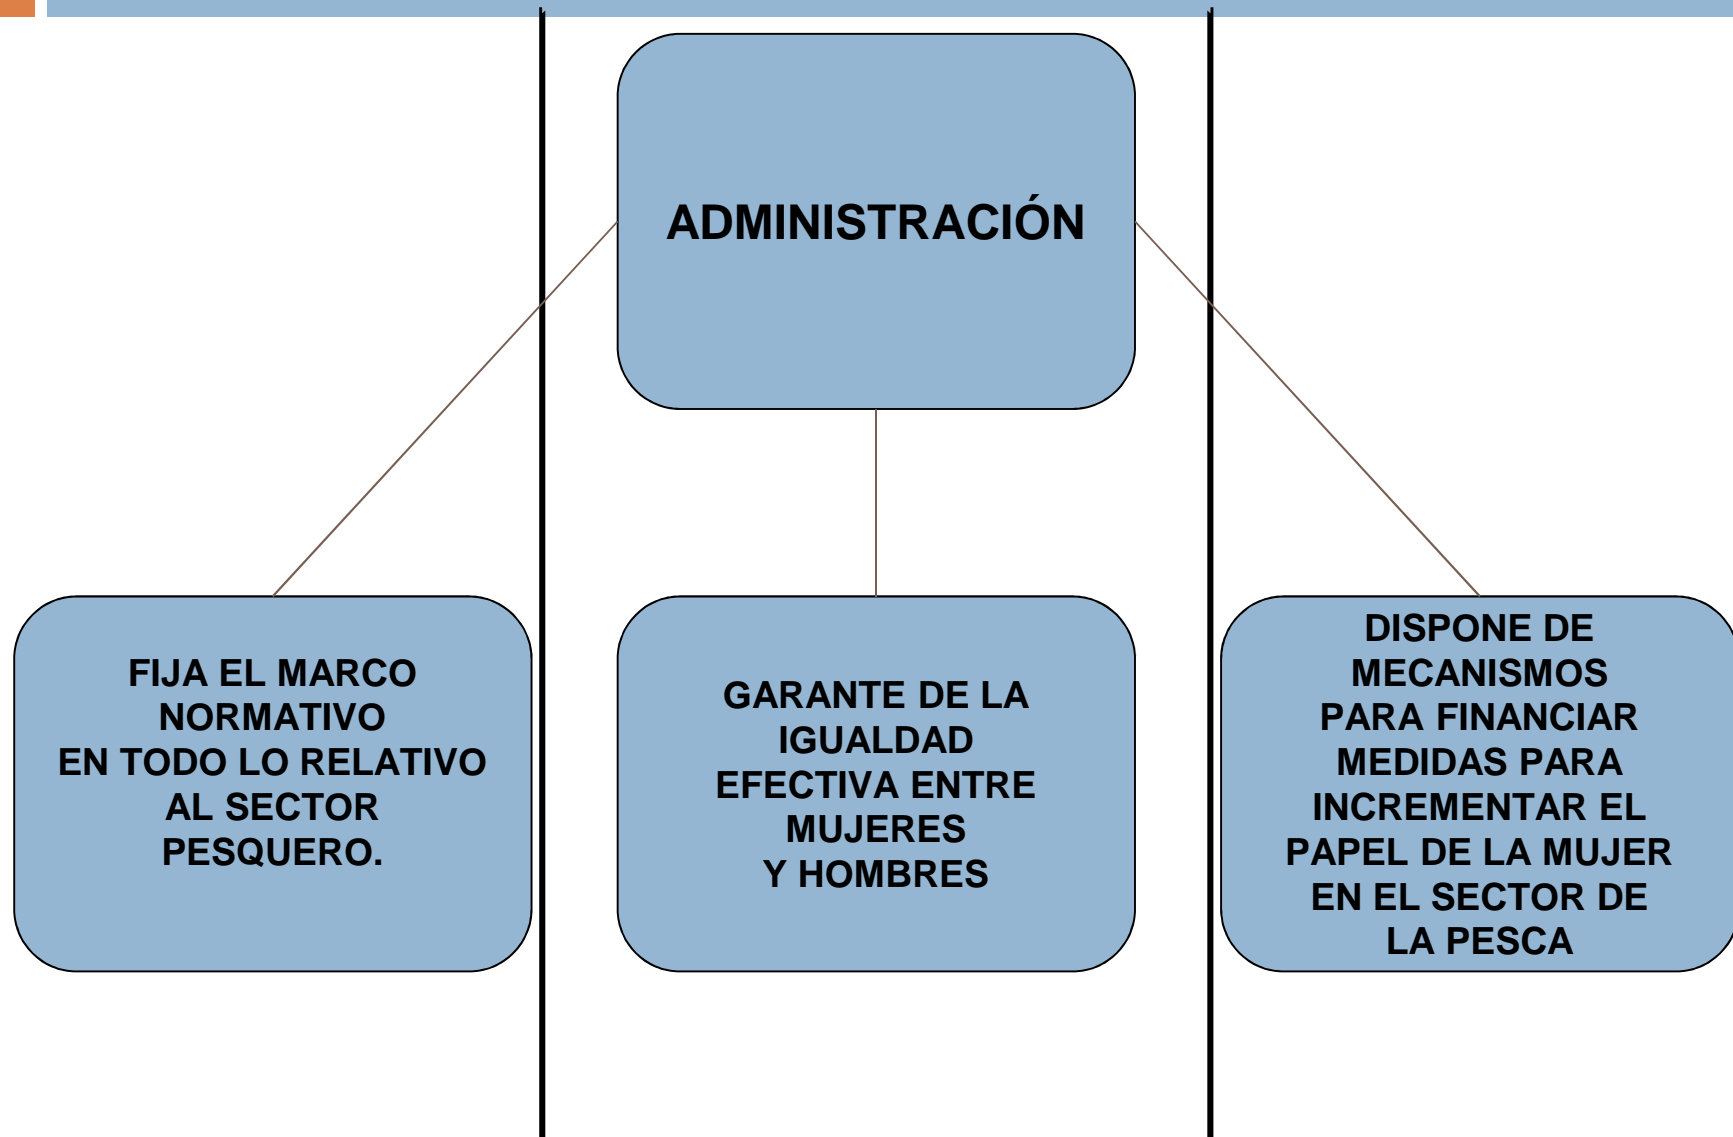 ADMINISTRACIÓN
FIJA EL MARCO
NORMATIVO
EN TODO LO RELATIVO
AL SECTOR
PESQUERO.
GARANTE DE LA
IGUALDAD
EFECTIVA ENTRE
MUJERES
Y HOMBRES
DISPONE DE
MECANISMOS
PARA FINANCIAR
MEDIDAS PARA
INCREMENTAR EL
PAPEL DE LA MUJER
EN EL SECTOR DE
LA PESCA